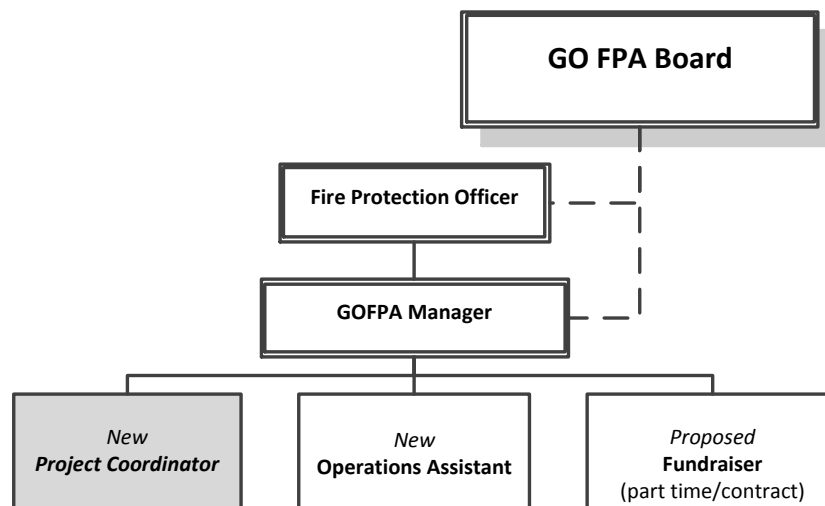 GO FPA Board
Fire Protection Officer
GOFPA Manager
New
Project Coordinator
New
Operations Assistant
Proposed
Fundraiser
(part time/contract)